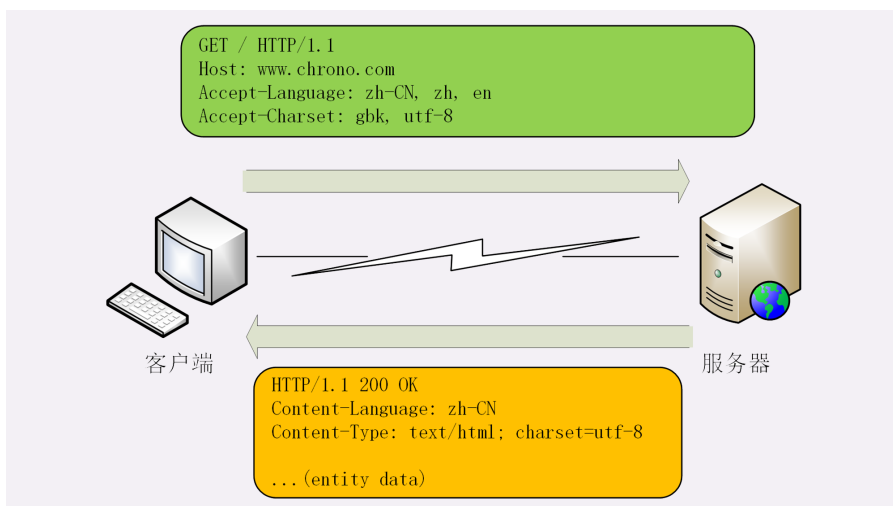 GET / HTTP/1.1
Host: www.chrono.com
Accept-Language: zh-CN, zh, en
Accept-Charset: gbk, utf-8
客户端
服务器
HTTP/1.1 200 OK
Content-Language: zh-CN
Content-Type: text/html; charset=utf-8
...(entity data)